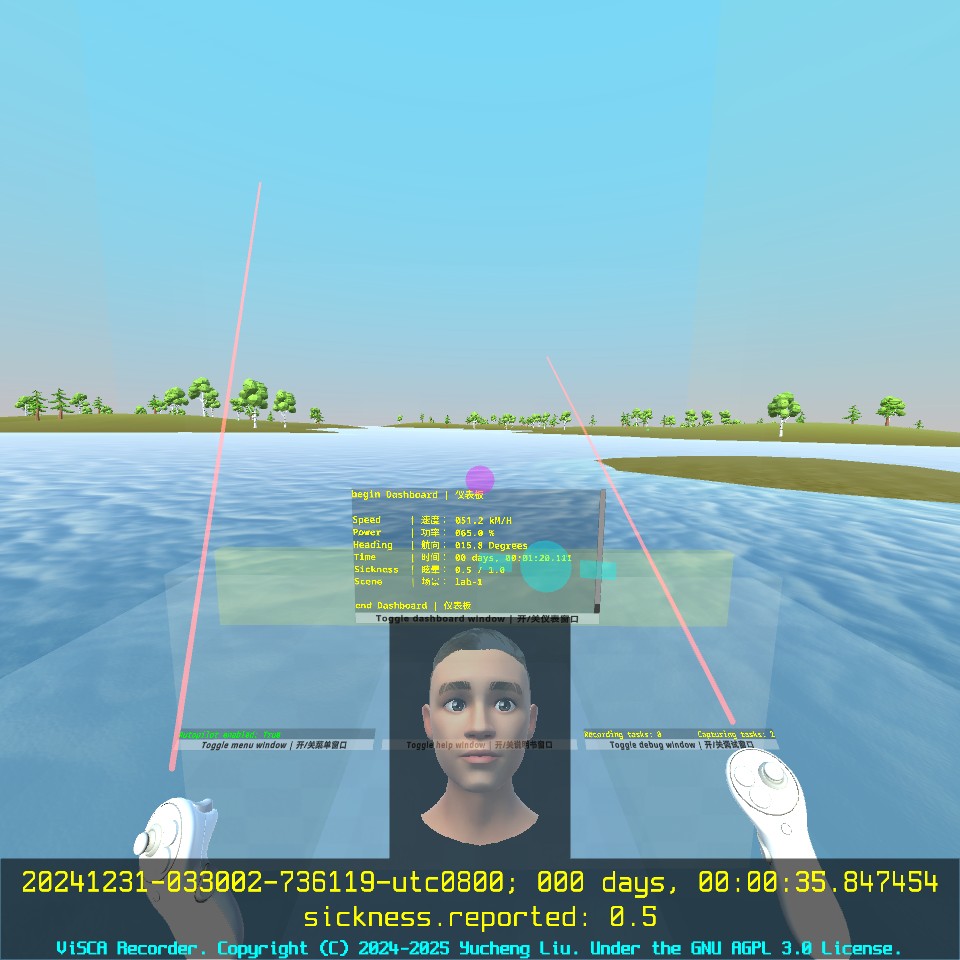 begin Dashboard | 仪表板
Speed | 速度: 051.2 kM/H
Power | 功率: 065.0 %
Heading | 航向: 015.8 Degrees
Time | 时间: 00 days, 00:01:20.111
Sickness | 眩晕: 0.5 / 1.0
Scene | 场景: lab-1
end Dashboard | 仪表板
Toggle dashboard window | 开/关仪表窗口
Autopilot enabled: True
Recording tasks: 0 Capturing tasks: 2
Toggle menu window | 开/关菜单窗口
Toggle help window | 开/关说明书窗口
Toggle debug window | 开/关调试窗口
20241231-033002-736119-utc0800; 000 days, 00:00:35.847454
sickness.reported: 0.5
ViSCA Recorder. Copyright (C) 2024-2025 Yucheng Liu. Under the GNU AGPL 3.0 License.